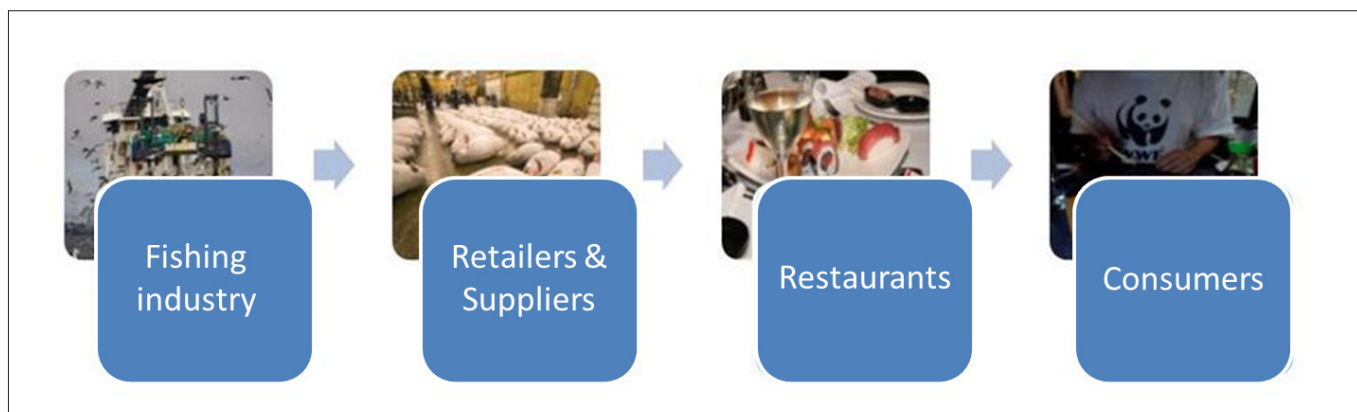 Fishing
industry
Retailers &
Suppliers
Restaurants
Consumers
WWF